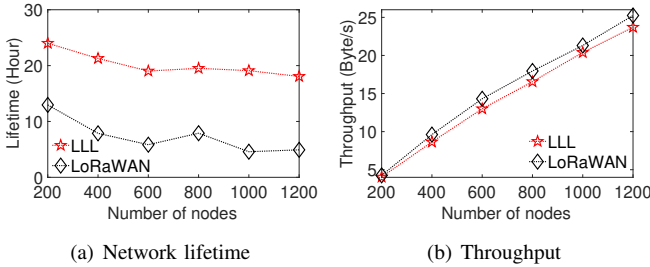 Lifetime (Hour)
30
20
10
0
LLL
LoRaWAN
200 400 600 800 1000 1200
Number of nodes
(a) Network lifetime
Throughput (Byte/s)
25
20
15
10
5
LLL
LoRaWAN
200 400 600 800 1000 1200
Number of nodes
(b) Throughput